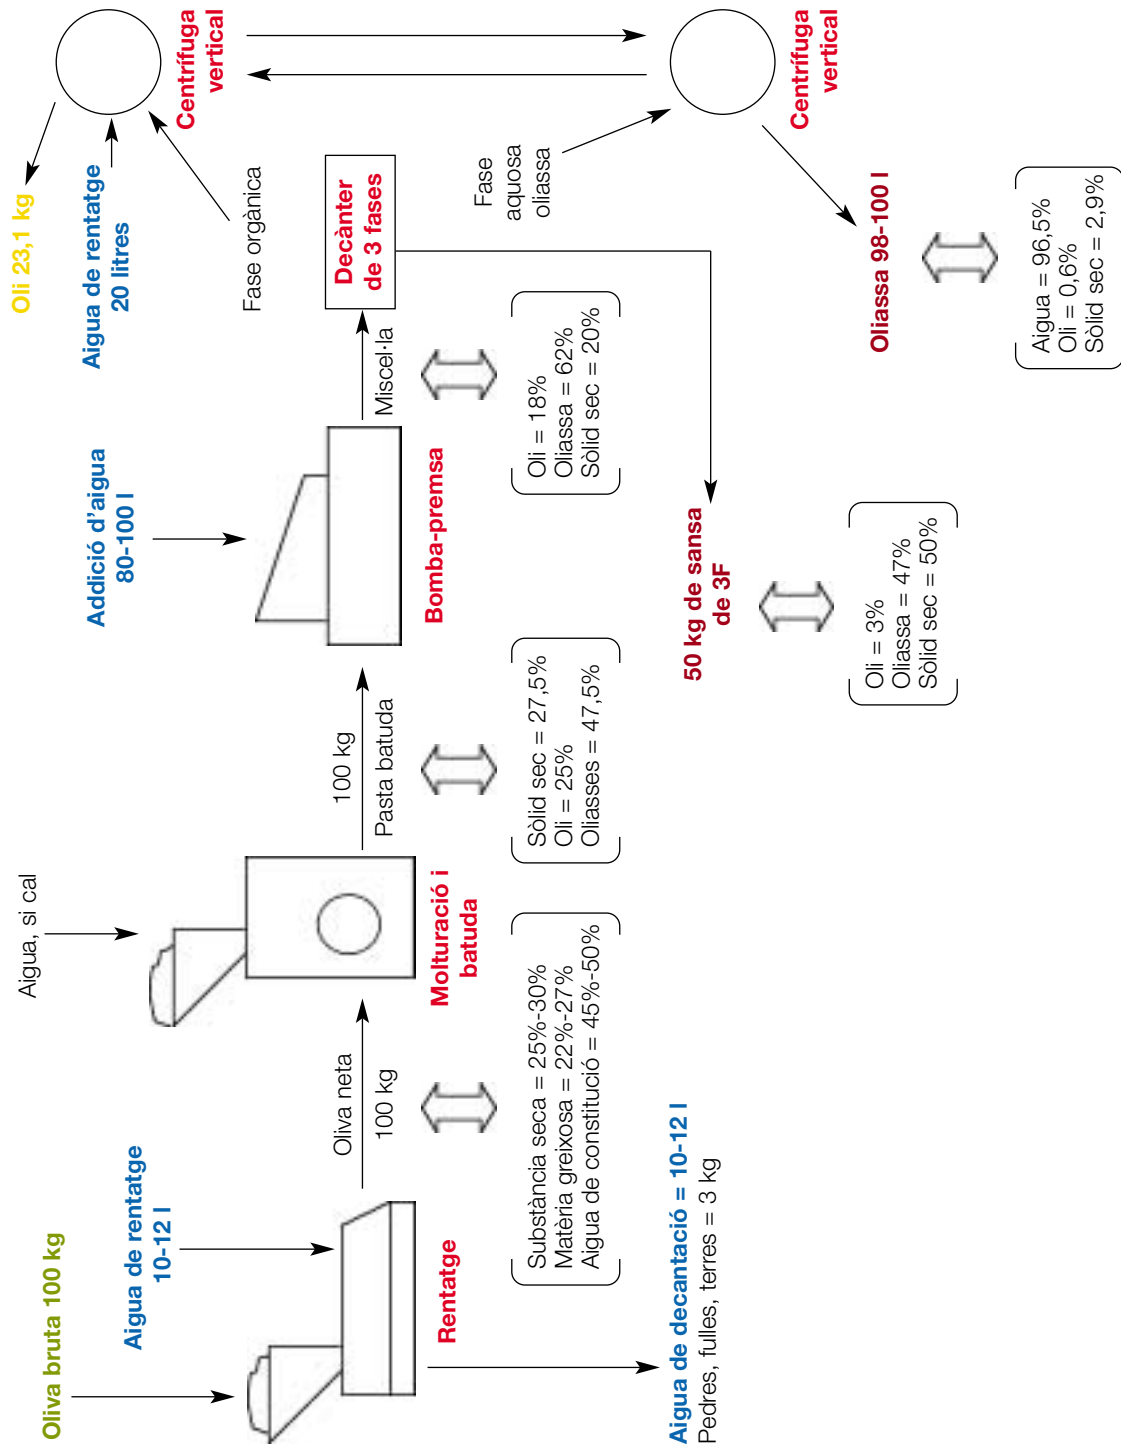 Oliva bruta 100 kg
Aigua de rentatge
10-12 l
Rentatge
Aigua de decantació = 10-12 l
Pedres, fulles, terres = 3 kg
Oliva neta
100 kg
Substància seca = 25%-30%
Matèria greixosa = 22%-27%
Aigua de constitució = 45%-50%
Aigua, si cal
Molturació i
batuda
100 kg
Pasta batuda
Sòlid sec = 27,5%
Oli = 25%
Oliasses = 47,5%
Addició d’aigua
80-100 l
Bomba-premsa
Miscel·la
Oli = 18%
Oliassa = 62%
Sòlid sec = 20%
Decànter
de 3 fases
50 kg de sansa
de 3F
Oli = 3%
Oliassa = 47%
Sòlid sec = 50%
Oli 23,1 kg
Aigua de rentatge
20 litres
Fase orgànica
Centrífuga
vertical
Fase
aquosa
oliassa
Centrífuga
vertical
Oliassa 98-100 l
Aigua = 96,5%
Oli = 0,6%
Sòlid sec = 2,9%